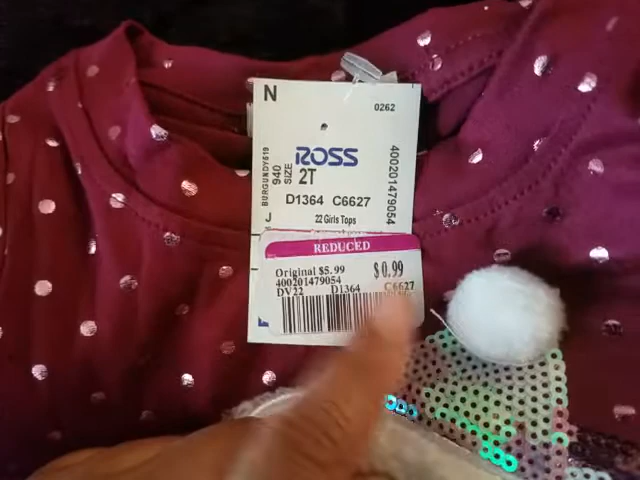 N
0262
ROSS
SIZE
2T
940
BURGUNDY519
400201479054
D1364 C6627
J
22 Girls Tops
REDUCED
Original $5.99
$0.99
400201479054
DV22 D1364 C6627